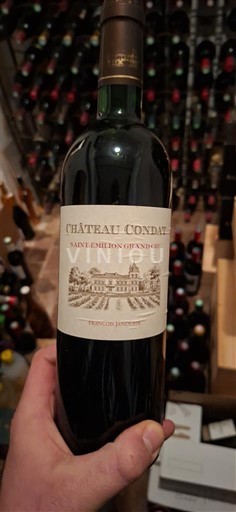 CHÂTEAU CONDAT
SAINT-EMILION GRAND CRU
VINIOU